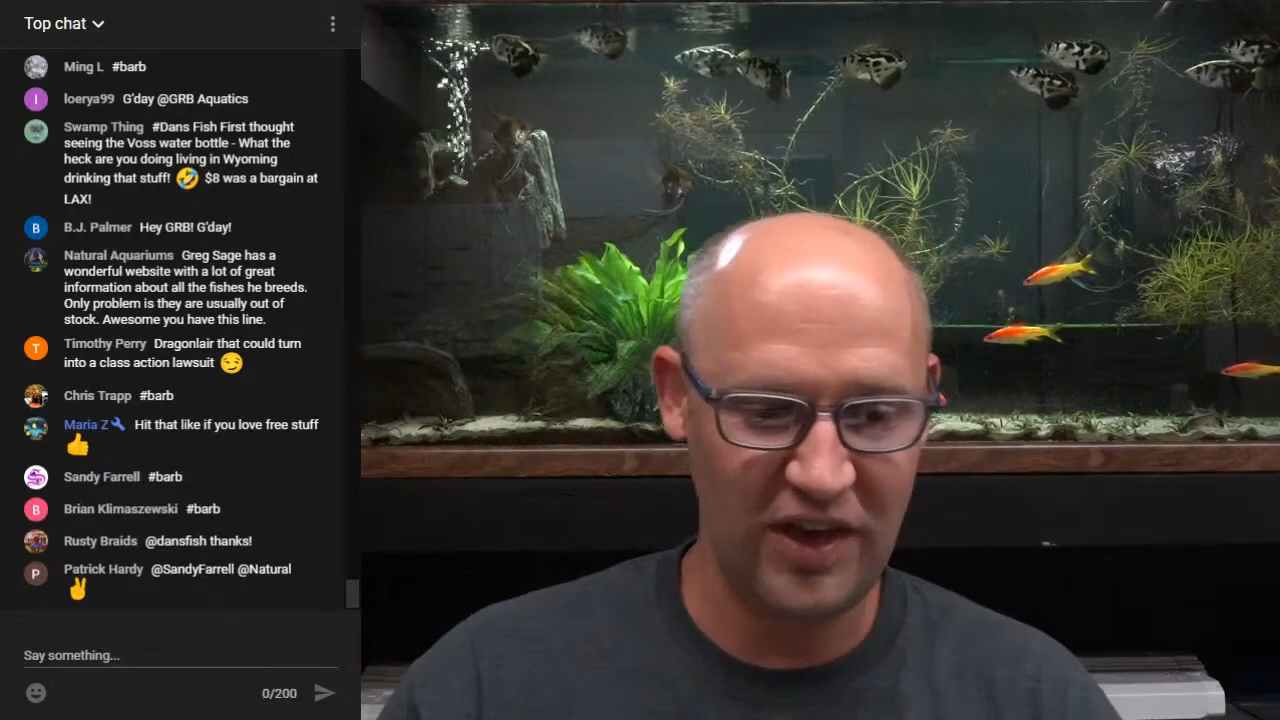 Top chat
Ming L #barb
I loerya99 G'day @GRB Aquatics
Swamp Thing #Dans Fish First thought
seeing the Voss water bottle - What the
heck are you doing living in Wyoming
drinking that stuff! 🤣 $8 was a bargain at
LAX!
B B.J. Palmer Hey GRB! G'day!
Natural Aquariums Greg Sage has a
wonderful website with a lot of great
information about all the fishes he breeds.
Only problem is they are usually out of
stock. Awesome you have this line.
T Timothy Perry Dragonlair that could turn
into a class action lawsuit 😏
Chris Trapp #barb
Maria Z Hit that like if you love free stuff
👍
Sandy Farrell #barb
B Brian Klimaszewski #barb
Rusty Braids @dansfish thanks!
P Patrick Hardy @SandyFarrell @Natural
✌
Say something...
0/200